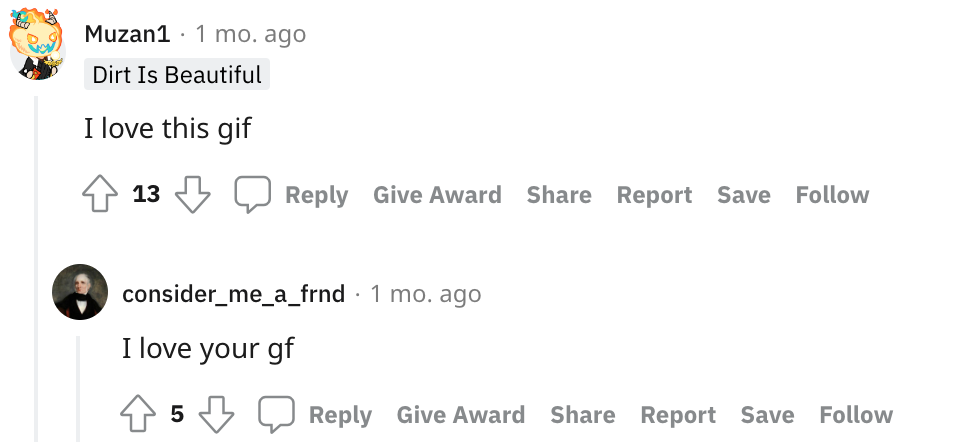 Muzan1 · 1 mo. ago
Dirt Is Beautiful
I love this gif
13 Reply Give Award Share Report Save Follow
consider_me_a_frnd · 1 mo. ago
I love your gf
5 Reply Give Award Share Report Save Follow